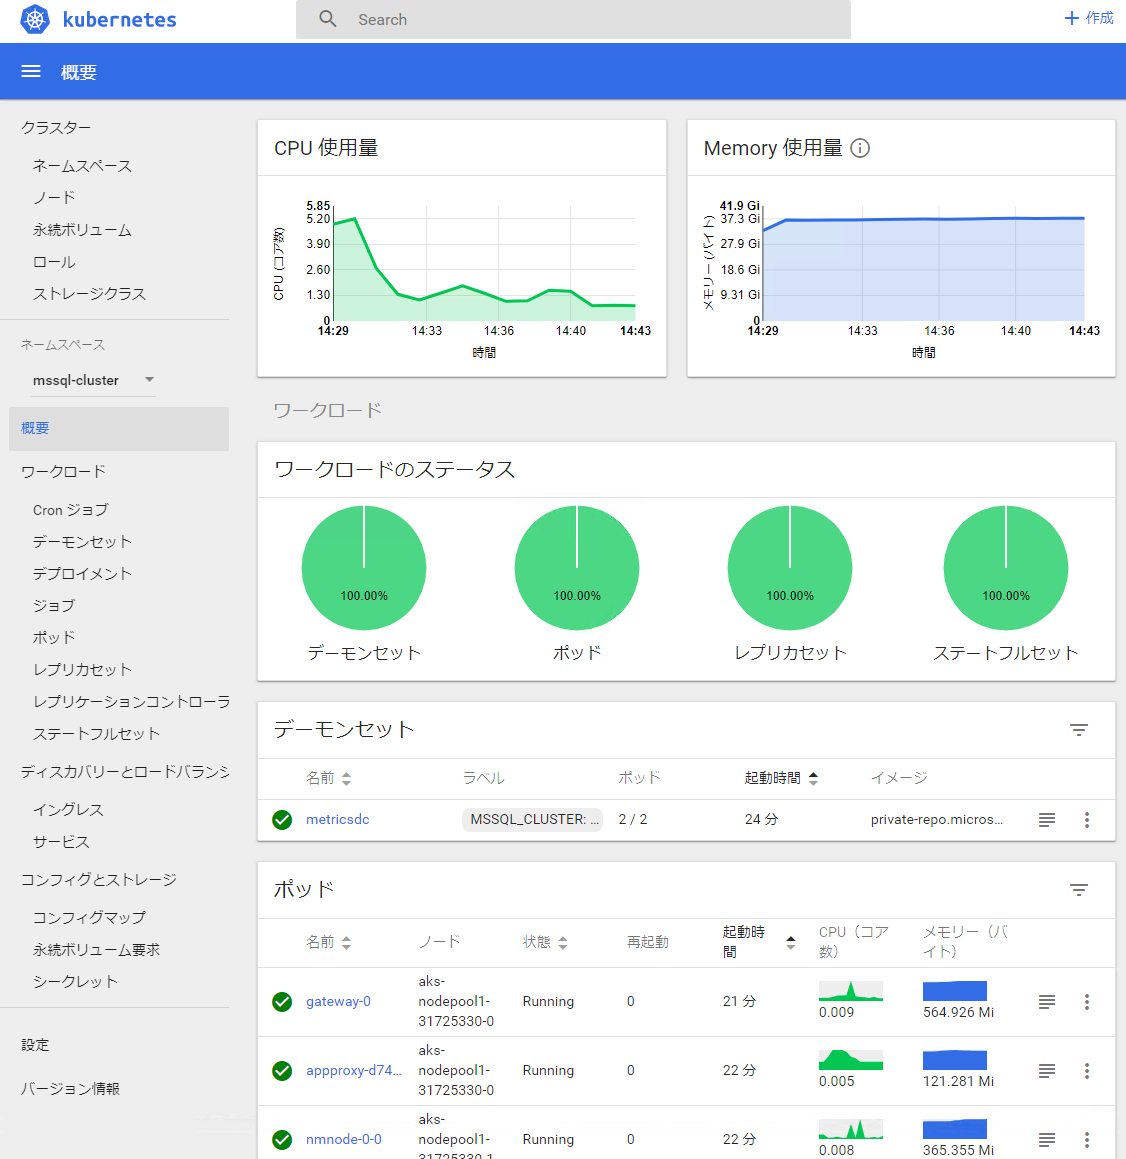 kubernetes
Search
作成
概要
クラスター
ネームスペース
ノード
永続ボリューム
ロール
ストレージクラス
ネームスペース
mssql-cluster
概要
ワークロード
Cron ジョブ
デーモンセット
デプロイメント
ジョブ
ポッド
レプリカセット
レプリケーションコントローラ
ステートフルセット
ディスカバリーとロードバランシ
イングレス
サービス
コンフィグとストレージ
コンフィグマップ
永続ボリューム要求
シークレット
設定
バージョン情報
CPU 使用量
CPU (コア数)
5.85
5.20
3.90
2.60
1.30
0
14:29 14:33 14:36 14:40 14:43
時間
Memory 使用量
メモリー (バイト)
41.9 Gi
37.3 Gi
27.9 Gi
18.6 Gi
9.31 Gi
0
14:29 14:33 14:36 14:40 14:43
時間
ワークロード
ワークロードのステータス
100.00% 100.00% 100.00% 100.00%
デーモンセット ポッド レプリカセット ステートフルセット
デーモンセット
名前 ラベル ポッド 起動時間 イメージ
metricsdc MSSQL_CLUSTER: ... 2 / 2 24 分 private-repo.micros...
ポッド
名前 ノード 状態 再起動 起動時間 CPU（コア数） メモリー（バイト）
gateway-0 aks-nodepool1-31725330-0 Running 0 21 分 0.009 564.926 Mi
appproxy-d74... aks-nodepool1-31725330-0 Running 0 22 分 0.005 121.281 Mi
nmnode-0-0 aks-nodepool1-31725330-1 Running 0 22 分 0.008 365.355 Mi